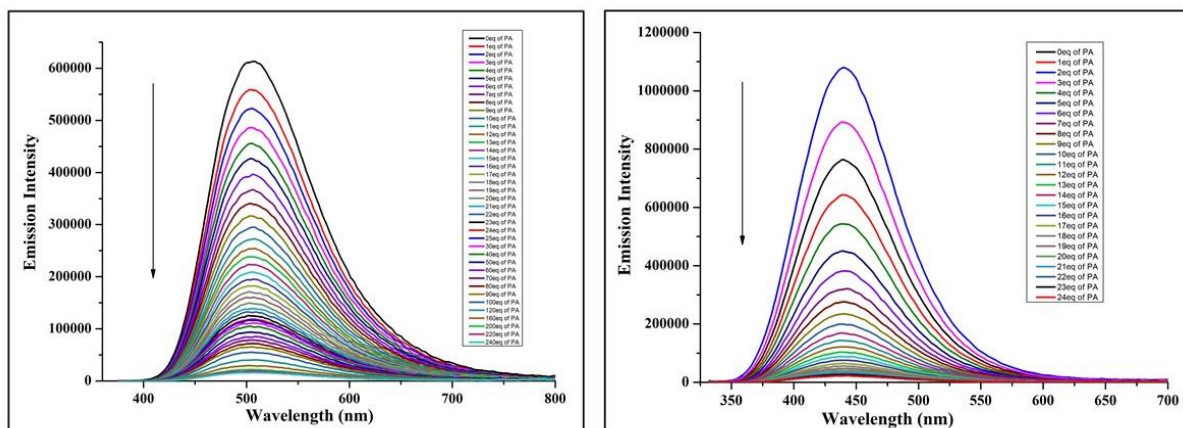 600000
500000
400000
300000
200000
100000
0
Emission Intensity
400
500
600
700
800
Wavelength (nm)
0eq of PA
1eq of PA
2eq of PA
3eq of PA
4eq of PA
5eq of PA
6eq of PA
7eq of PA
8eq of PA
9eq of PA
10eq of PA
11eq of PA
12eq of PA
13eq of PA
14eq of PA
15eq of PA
16eq of PA
17eq of PA
18eq of PA
19eq of PA
20eq of PA
21eq of PA
22eq of PA
23eq of PA
24eq of PA
25eq of PA
30eq of PA
40eq of PA
50eq of PA
60eq of PA
70eq of PA
80eq of PA
90eq of PA
100eq of PA
120eq of PA
160eq of PA
200eq of PA
220eq of PA
240eq of PA
1200000
1000000
800000
600000
400000
200000
0
Emission Intensity
350
400
450
500
550
600
650
700
Wavelength (nm)
0eq of PA
1eq of PA
2eq of PA
3eq of PA
4eq of PA
5eq of PA
6eq of PA
7eq of PA
8eq of PA
9eq of PA
10eq of PA
11eq of PA
12eq of PA
13eq of PA
14eq of PA
15eq of PA
16eq of PA
17eq of PA
18eq of PA
19eq of PA
20eq of PA
21eq of PA
22eq of PA
23eq of PA
24eq of PA